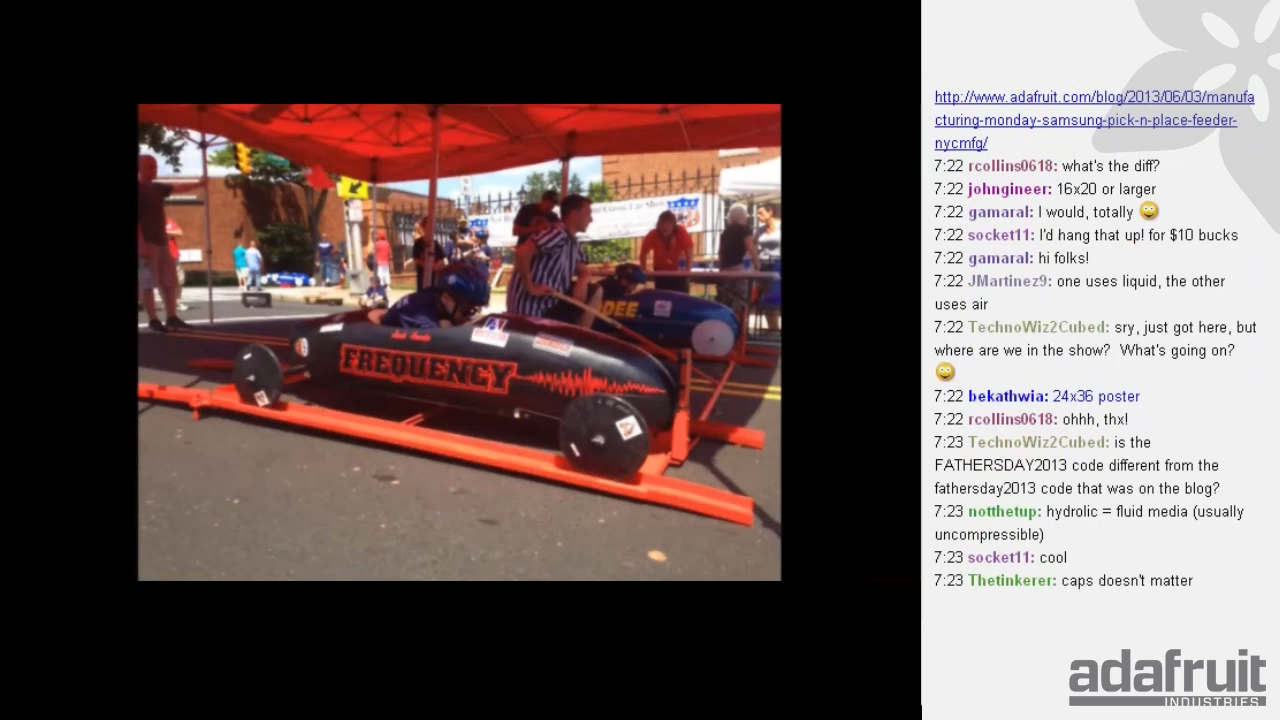 FREQUENCY
DEE
http://www.adafruit.com/blog/2013/06/03/manufa
cturing-monday-samsung-pick-n-place-feeder-
nycmfg/
7:22 rcollins0618: what's the diff?
7:22 johngineer: 16x20 or larger
7:22 gamaral: I would, totally
7:22 socket11: I'd hang that up! for $10 bucks
7:22 gamaral: hi folks!
7:22 JMartinez9: one uses liquid, the other
uses air
7:22 TechnoWiz2Cubed: sry, just got here, but
where are we in the show? What's going on?
7:22 bekathwia: 24x36 poster
7:22 rcollins0618: ohhh, thx!
7:23 TechnoWiz2Cubed: is the
FATHERSDAY2013 code different from the
fathersday2013 code that was on the blog?
7:23 notthetup: hydrolic = fluid media (usually
uncompressible)
7:23 socket11: cool
7:23 Thetinkerer: caps doesn't matter
adafruit
INDUSTRIES